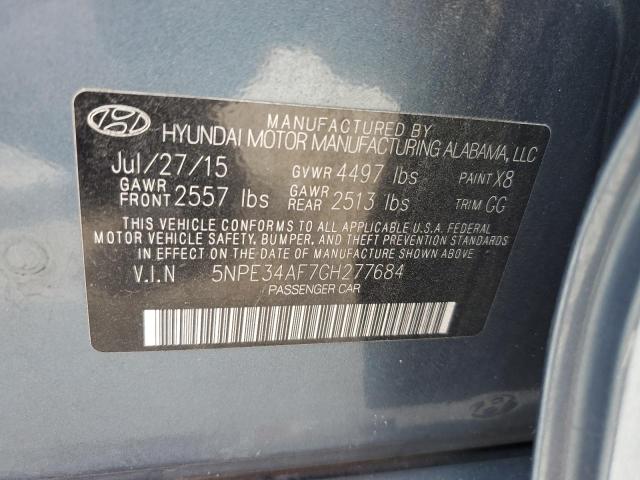 MANUFACTURED BY
HYUNDAI MOTOR MANUFACTURING ALABAMA, LLC
Jul/27/15 GVWR 4497 lbs PAINT X8
GAWR FRONT 2557 lbs GAWR REAR 2513 lbs TRIM GG
THIS VEHICLE CONFORMS TO ALL APPLICABLE U.S.A. FEDERAL
MOTOR VEHICLE SAFETY, BUMPER, AND THEFT PREVENTION STANDARDS
IN EFFECT ON THE DATE OF MANUFACTURE SHOWN ABOVE.
V.I.N 5NPE34AF7GH277684
PASSENGER CAR